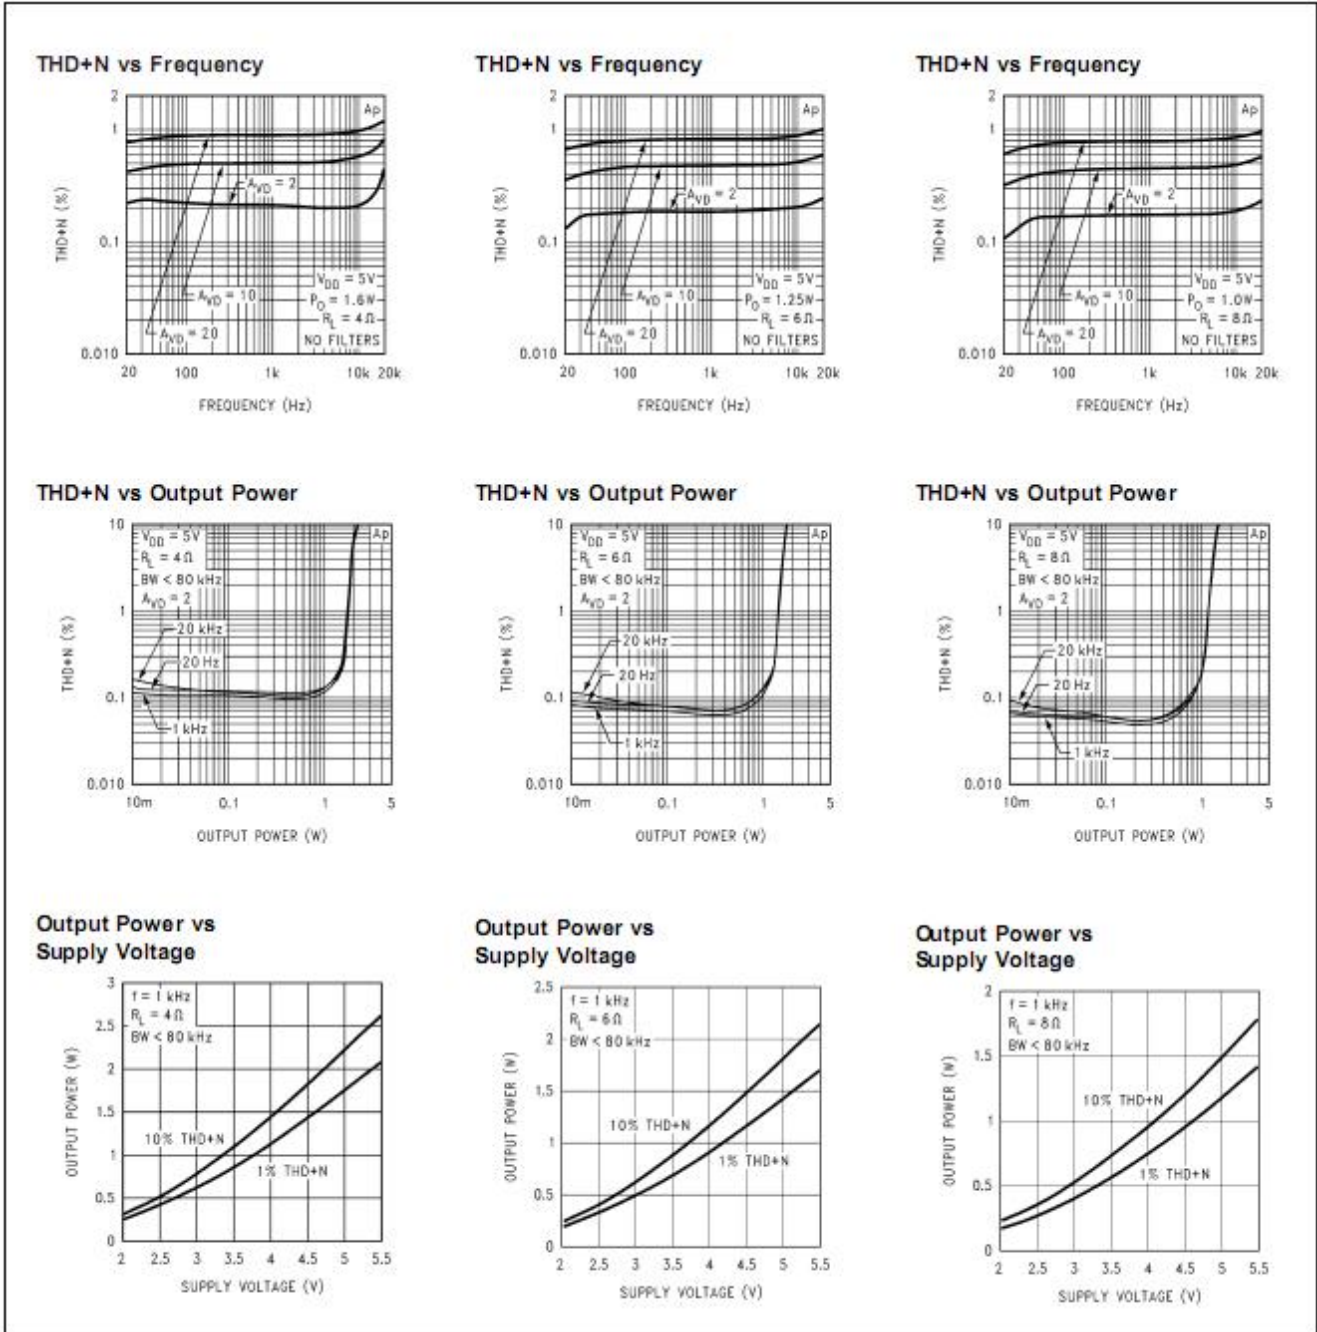 THD+N vs Frequency
THD+N (%)
2
1
0.1
0.010
Ap
A_VD = 2
A_VD = 10
A_VD = 20
V_DD = 5V
P_O = 1.6W
R_L = 4Ω
NO FILTERS
20 100 1k 10k 20k
FREQUENCY (Hz)
THD+N vs Frequency
THD+N (%)
2
1
0.1
0.010
Ap
A_VD = 2
A_VD = 10
A_VD = 20
V_DD = 5V
P_O = 1.25W
R_L = 6Ω
NO FILTERS
20 100 1k 10k 20k
FREQUENCY (Hz)
THD+N vs Frequency
THD+N (%)
2
1
0.1
0.010
Ap
A_VD = 2
A_VD = 10
A_VD = 20
V_DD = 5V
P_O = 1.0W
R_L = 8Ω
NO FILTERS
20 100 1k 10k 20k
FREQUENCY (Hz)
THD+N vs Output Power
THD+N (%)
10
1
0.1
0.010
V_DD = 5V
R_L = 4Ω
BW < 80 kHz
A_VD = 2
Ap
20 kHz
20 Hz
1 kHz
10m 0.1 1 5
OUTPUT POWER (W)
THD+N vs Output Power
THD+N (%)
10
1
0.1
0.010
V_DD = 5V
R_L = 6Ω
BW < 80 kHz
A_VD = 2
Ap
20 kHz
20 Hz
1 kHz
10m 0.1 1 5
OUTPUT POWER (W)
THD+N vs Output Power
THD+N (%)
10
1
0.1
0.010
V_DD = 5V
R_L = 8Ω
BW < 80 kHz
A_VD = 2
Ap
20 kHz
20 Hz
1 kHz
10m 0.1 1 5
OUTPUT POWER (W)
Output Power vs
Supply Voltage
OUTPUT POWER (W)
3
2.5
2
1.5
1
0.5
0
f = 1 kHz
R_L = 4Ω
BW < 80 kHz
10% THD+N
1% THD+N
2 2.5 3 3.5 4 4.5 5 5.5
SUPPLY VOLTAGE (V)
Output Power vs
Supply Voltage
OUTPUT POWER (W)
2.5
2
1.5
1
0.5
0
f = 1 kHz
R_L = 6Ω
BW < 80 kHz
10% THD+N
1% THD+N
2 2.5 3 3.5 4 4.5 5 5.5
SUPPLY VOLTAGE (V)
Output Power vs
Supply Voltage
OUTPUT POWER (W)
2
1.5
1
0.5
0
f = 1 kHz
R_L = 8Ω
BW < 80 kHz
10% THD+N
1% THD+N
2 2.5 3 3.5 4 4.5 5 5.5
SUPPLY VOLTAGE (V)